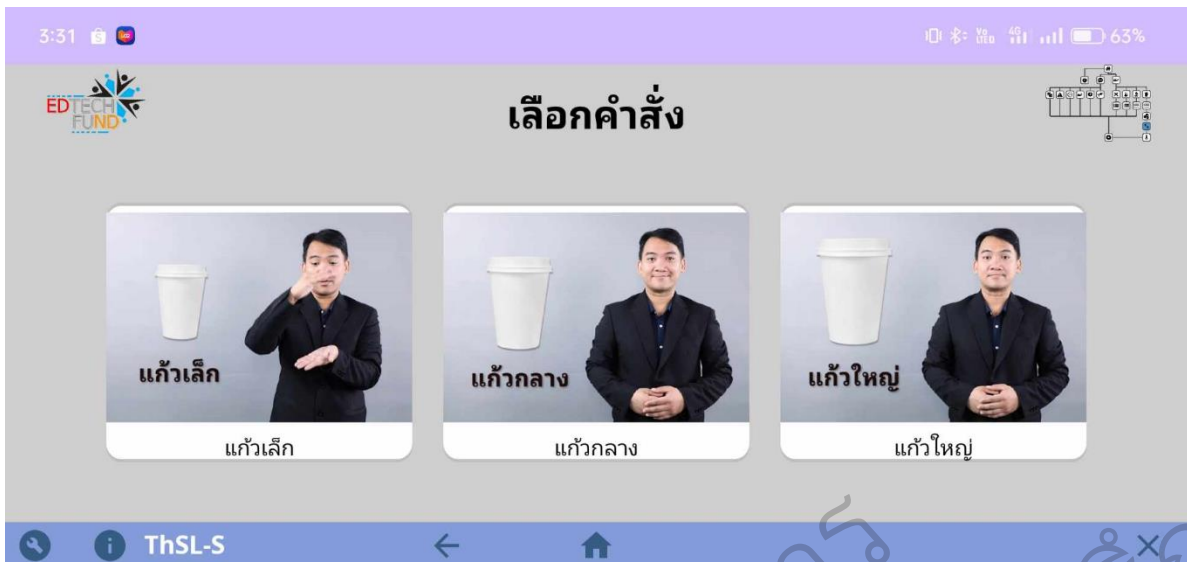 3:31
4G
63%
EDTECH
FUND
เลือกคำสั่ง
แก้วเล็ก
แก้วกลาง
แก้วใหญ่
แก้วเล็ก
แก้วกลาง
แก้วใหญ่
ThSL-S